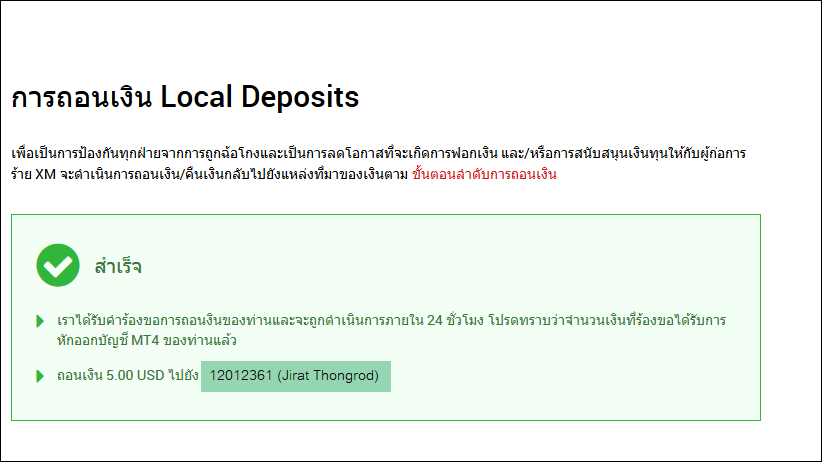 การถอนเงิน Local Deposits
เพื่อเป็นการป้องกันทุกฝ่ายจากการถูกฉ้อโกงและเป็นการลดโอกาสที่จะเกิดการฟอกเงิน และ/หรือการสนับสนุนเงินทุนให้กับผู้ก่อการ
ร้าย XM จะดำเนินการถอนเงิน/คืนเงินกลับไปยังแหล่งที่มาของเงินตาม ขั้นตอนลำดับการถอนเงิน
สำเร็จ
เราได้รับคำร้องขอการถอนงินของท่านและจะถูกดำเนินการภายใน 24 ชั่วโมง โปรดทราบว่าจำนวนเงินที่ร้องขอได้รับการ
หักออกบัญชี MT4 ของท่านแล้ว
ถอนเงิน 5.00 USD ไปยัง 12012361 (Jirat Thongrod)